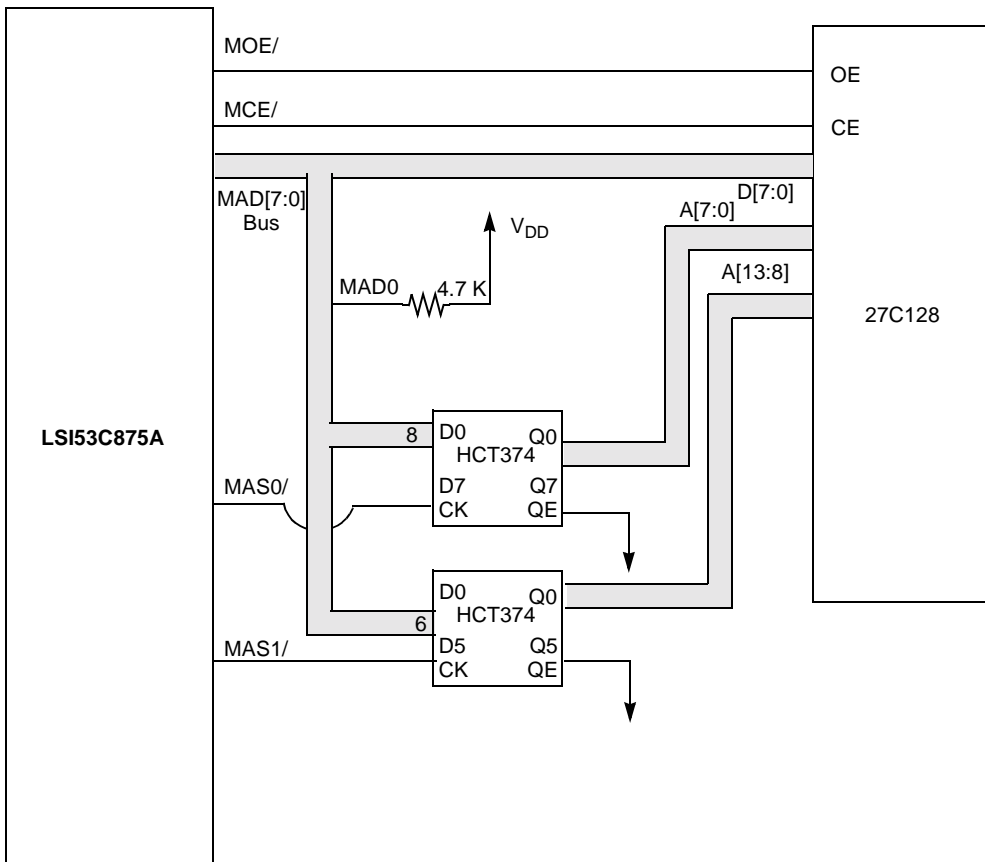 MOE/
OE
MCE/
CE
MAD[7:0]
Bus
D[7:0]
A[7:0]
VDD
A[13:8]
MAD0
4.7 K
27C128
LSI53C875A
8
D0
Q0
HCT374
D7
Q7
CK
QE
MAS0/
D0
Q0
HCT374
6
D5
Q5
CK
QE
MAS1/